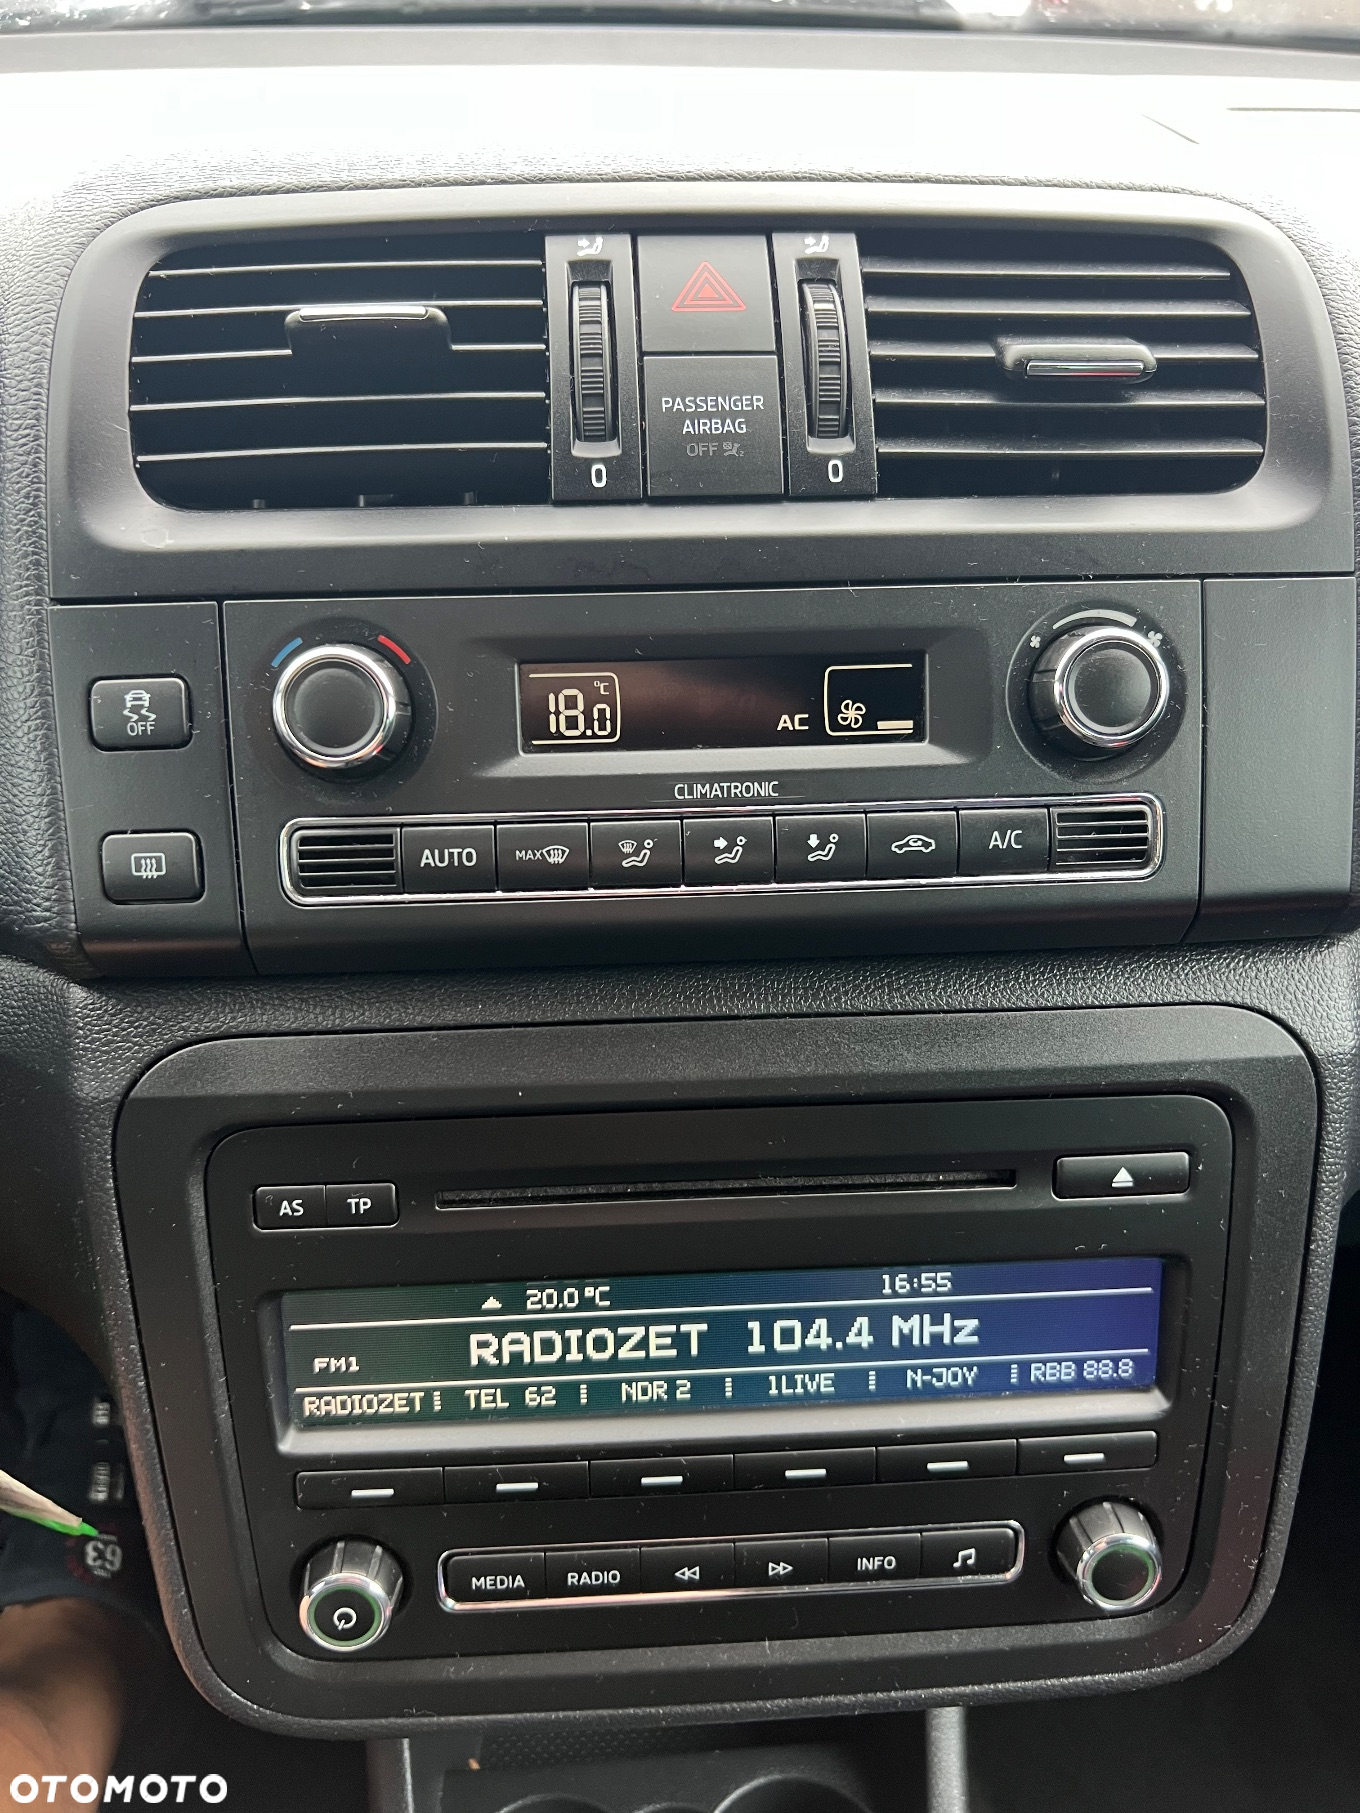 0
PASSENGER
AIRBAG
OFF
0
OFF
18.0 °C
AC
CLIMATRONIC
AUTO
MAX
A/C
AS
TP
20.0 °C
16:55
FM1
RADIOZET 104.4 MHz
RADIOZET TEL 62 NDR 2 1LIVE N-JOY RBB 88.8
MEDIA
RADIO
INFO
63
OTOMOTO